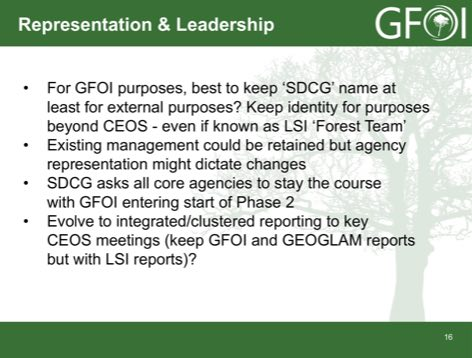 Representation & Leadership
GFOI
• For GFOI purposes, best to keep ‘SDCG’ name at
least for external purposes? Keep identity for purposes
beyond CEOS - even if known as LSI ‘Forest Team’
• Existing management could be retained but agency
representation might dictate changes
• SDCG asks all core agencies to stay the course
with GFOI entering start of Phase 2
• Evolve to integrated/clustered reporting to key
CEOS meetings (keep GFOI and GEOGLAM reports
but with LSI reports)?
16